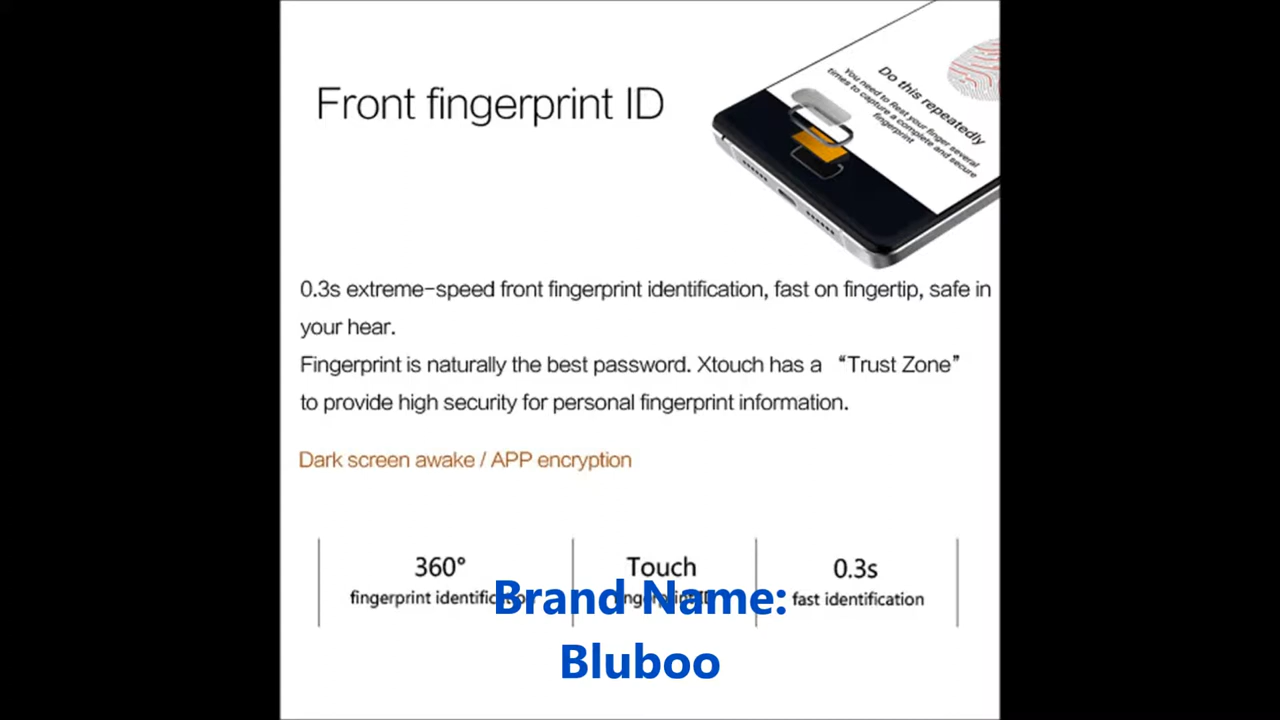 Front fingerprint ID
Do this repeatedly
You need to Rest your finger several
times to capture a complete and secure
fingerprint
0.3s extreme-speed front fingerprint identification, fast on fingertip, safe in
your hear.
Fingerprint is naturally the best password. Xtouch has a “Trust Zone”
to provide high security for personal fingerprint information.
Dark screen awake / APP encryption
360° Touch 0.3s
fingerprint fast identification
Brand Name:
Bluboo